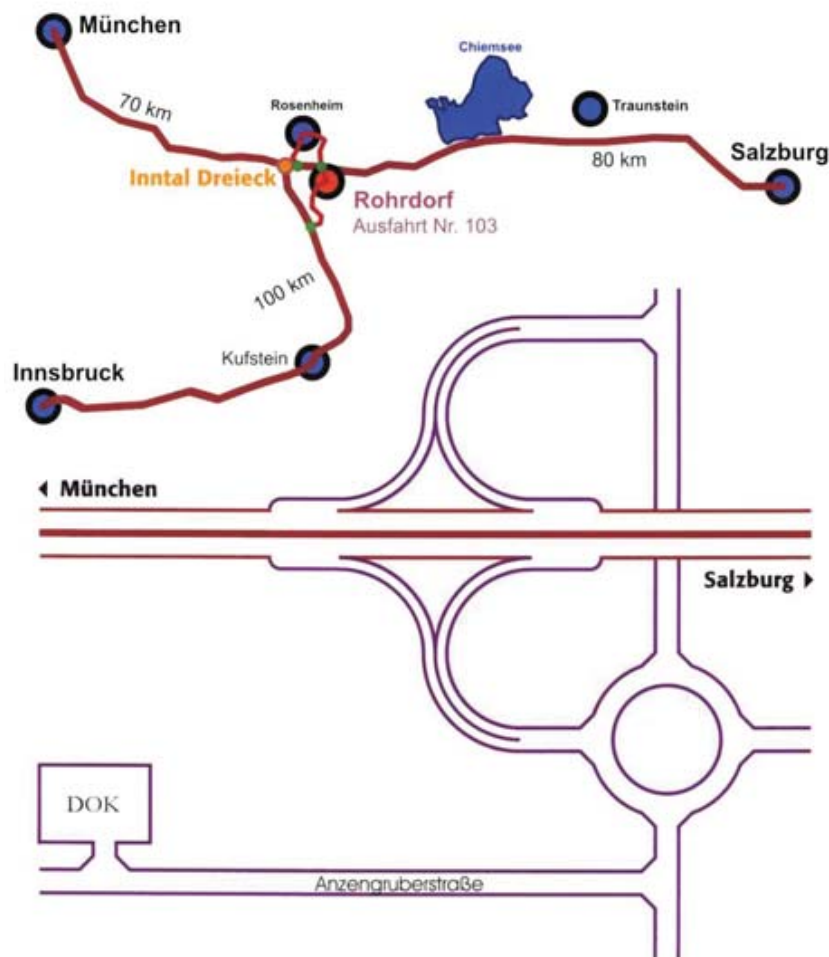 München
70 km
Rosenheim
Chiemsee
Traunstein
80 km
Salzburg
Inntal Dreieck
Rohrdorf
Ausfahrt Nr. 103
100 km
Kufstein
Innsbruck
München
Salzburg
DOK
Anzengruberstraße